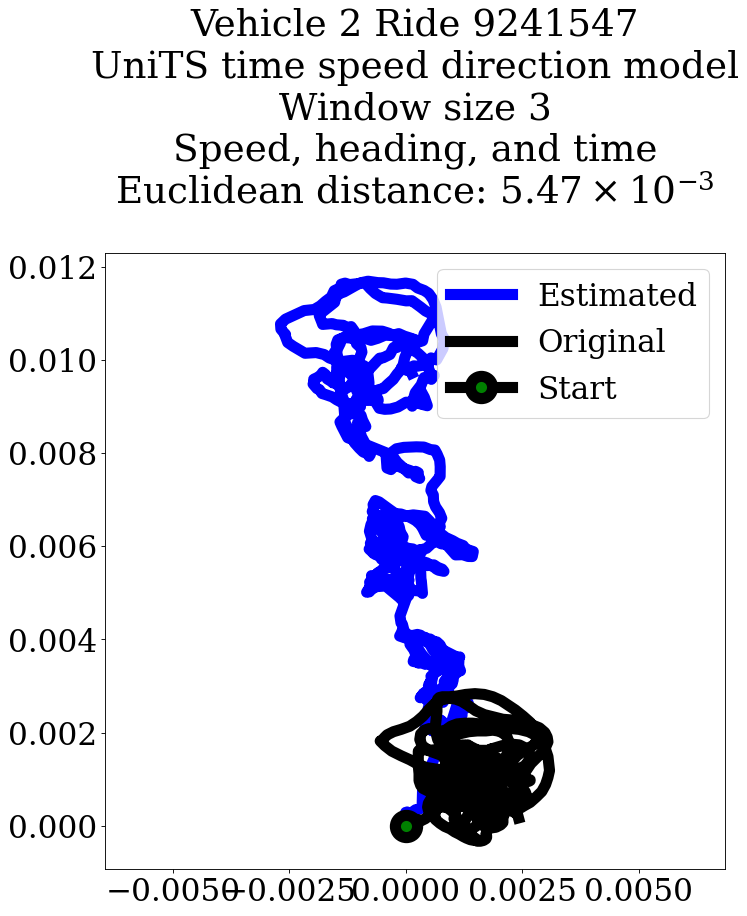 Vehicle 2 Ride 9241547
UniTS time speed direction model
Window size 3
Speed, heading, and time
Euclidean distance: 5.47 × 10⁻³
0.012
0.010
0.008
0.006
0.004
0.002
0.000
Estimated
Original
Start
−0.0050 −0.0025 0.0000 0.0025 0.0050